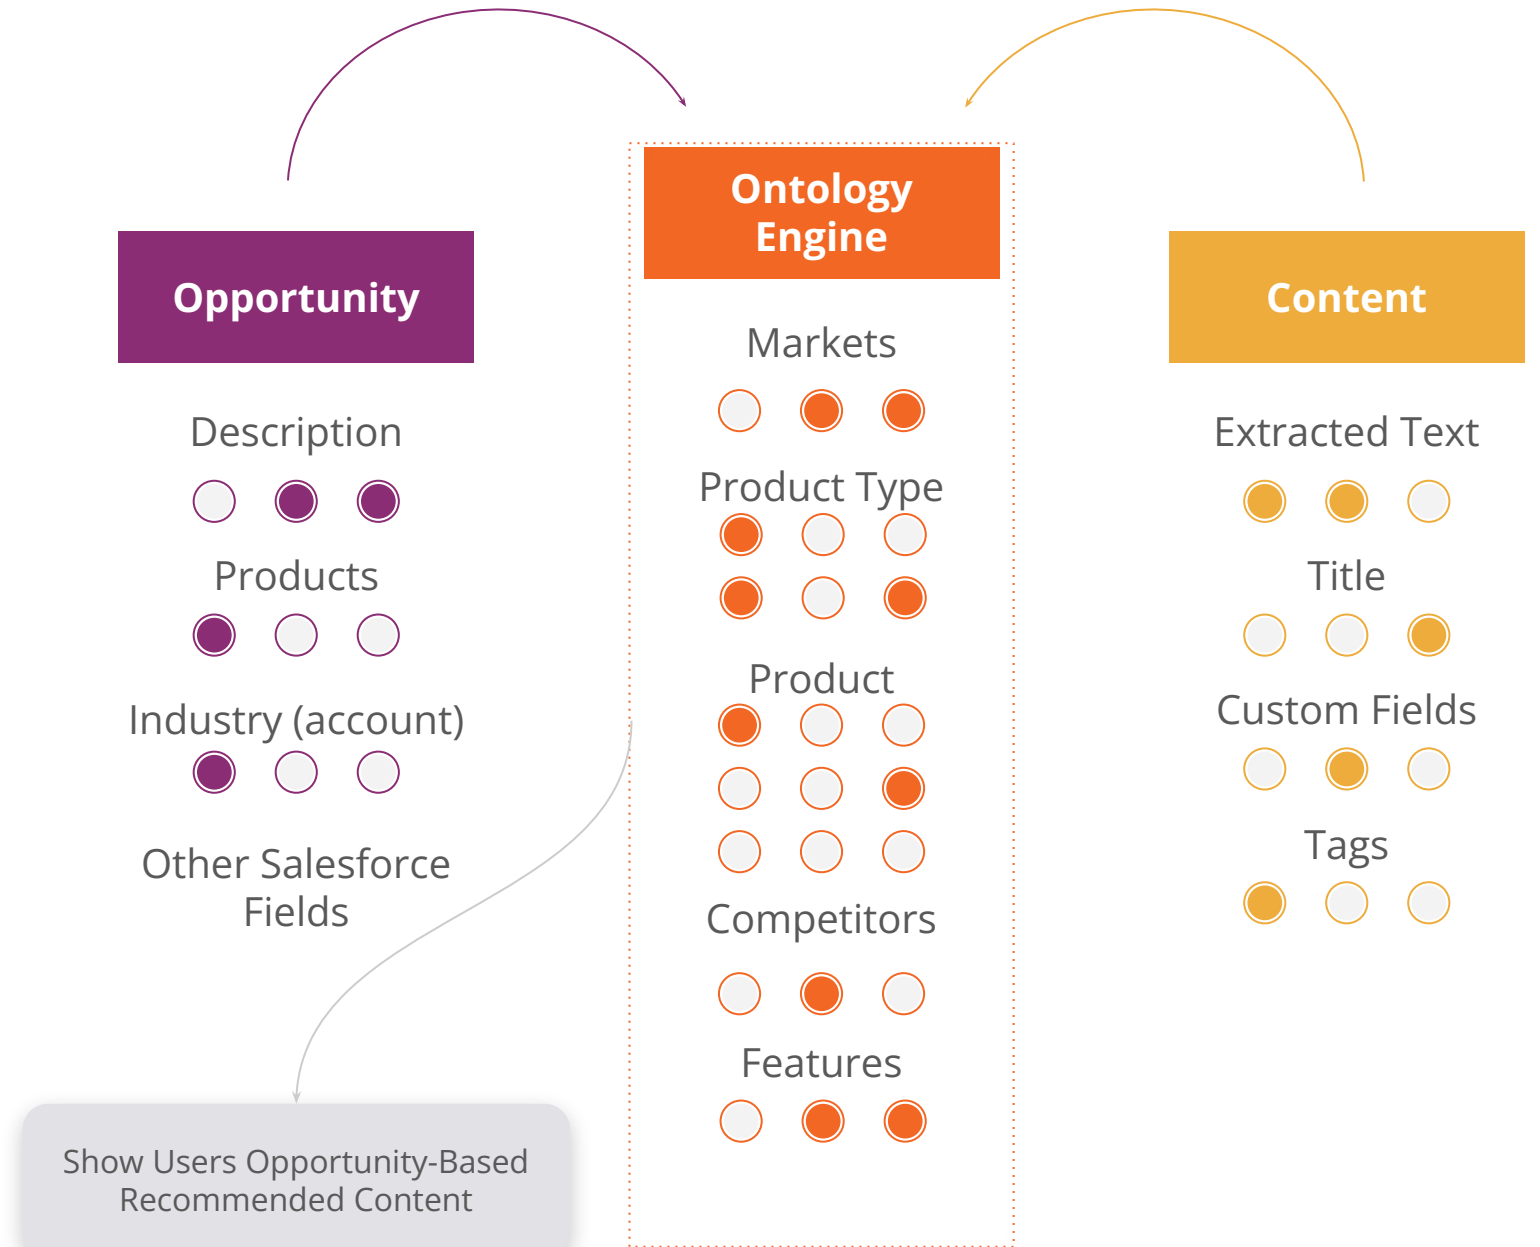 Opportunity
Description
Products
Industry (account)
Other Salesforce
Fields
Show Users Opportunity-Based
Recommended Content
Ontology
Engine
Markets
Product Type
Product
Competitors
Features
Content
Extracted Text
Title
Custom Fields
Tags